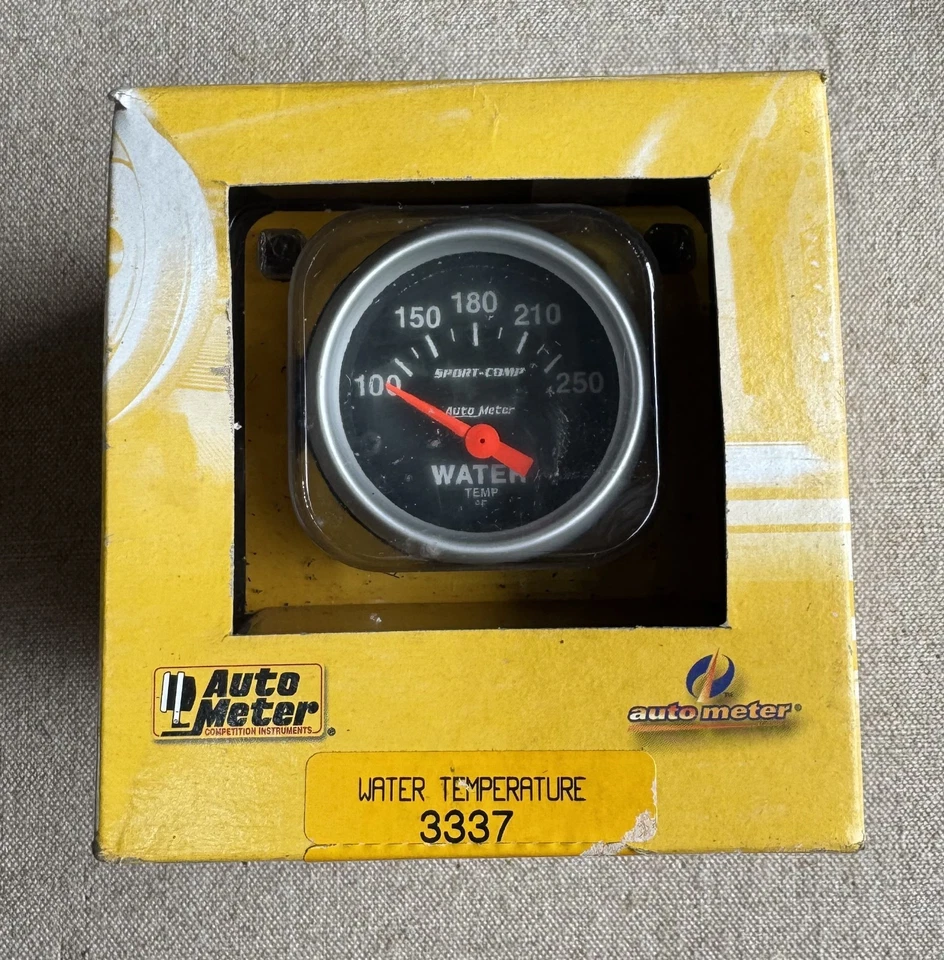 180
150 210
SPORT-COMP
100 250
Auto Meter
WATER
TEMP
°F
Auto
Meter
COMPETITION INSTRUMENTS
®
auto meter®
TM
WATER TEMPERATURE
3337